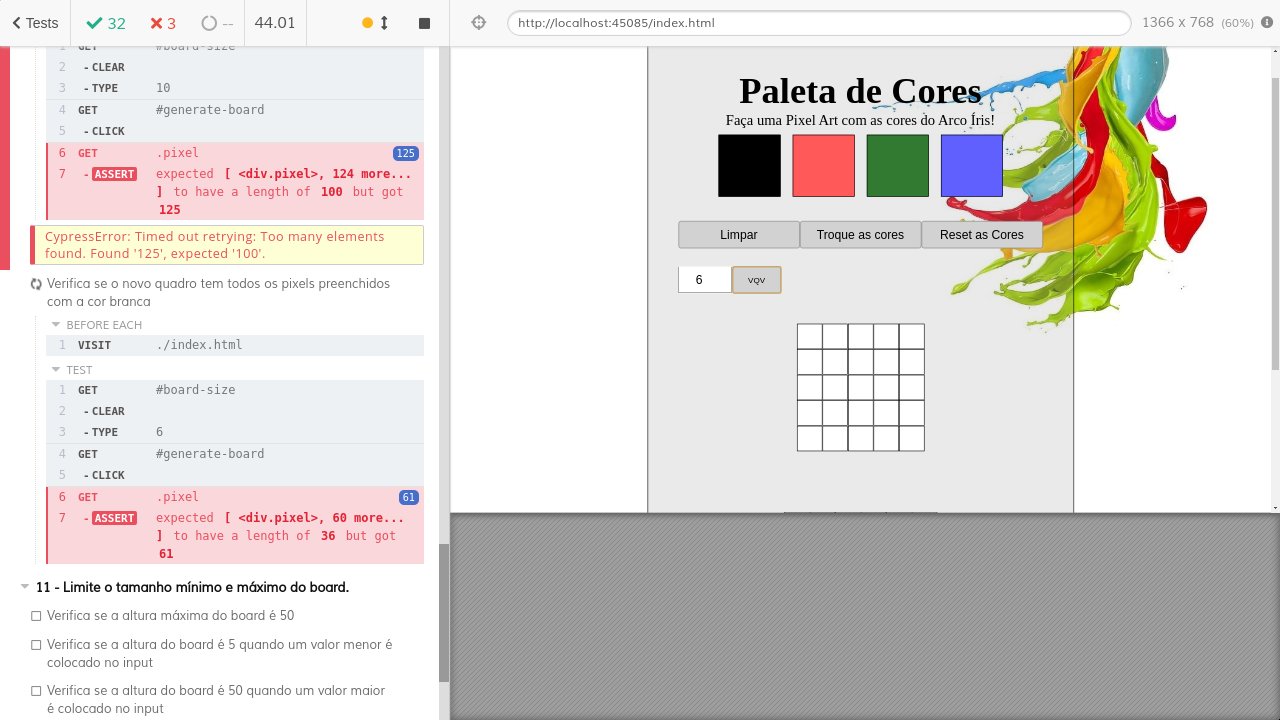 Tests 32 3 -- 44.01
1 GET #board-size
2 - CLEAR
3 - TYPE 10
4 GET #generate-board
5 - CLICK
6 GET .pixel 125
7 - ASSERT expected [ <div.pixel>, 124 more...
] to have a length of 100 but got
125
CypressError: Timed out retrying: Too many elements
found. Found '125', expected '100'.
Verifica se o novo quadro tem todos os pixels preenchidos
com a cor branca
BEFORE EACH
1 VISIT ./index.html
TEST
1 GET #board-size
2 - CLEAR
3 - TYPE 6
4 GET #generate-board
5 - CLICK
6 GET .pixel 61
7 - ASSERT expected [ <div.pixel>, 60 more...
] to have a length of 36 but got
61
11 - Limite o tamanho mínimo e máximo do board.
Verifica se a altura máxima do board é 50
Verifica se a altura do board é 5 quando um valor menor é
colocado no input
Verifica se a altura do board é 50 quando um valor maior
é colocado no input
http://localhost:45085/index.html 1366 x 768 (60%)
Paleta de Cores
Faça uma Pixel Art com as cores do Arco Íris!
Limpar Troque as cores Reset as Cores
6 VQV